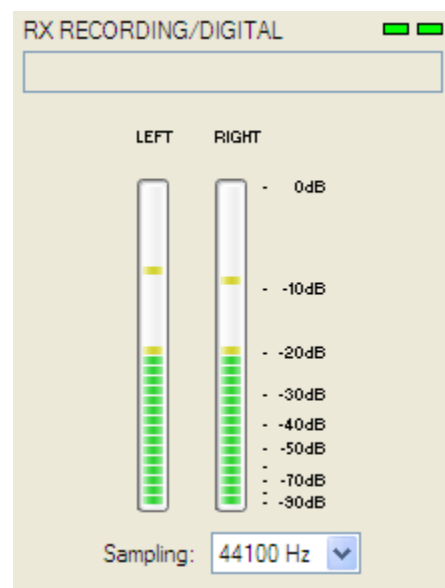 RX RECORDING/DIGITAL
LEFT RIGHT
- 0dB
- -10dB
- -20dB
- -30dB
- -40dB
- -50dB
- -70dB
- -90dB
Sampling: 44100 Hz